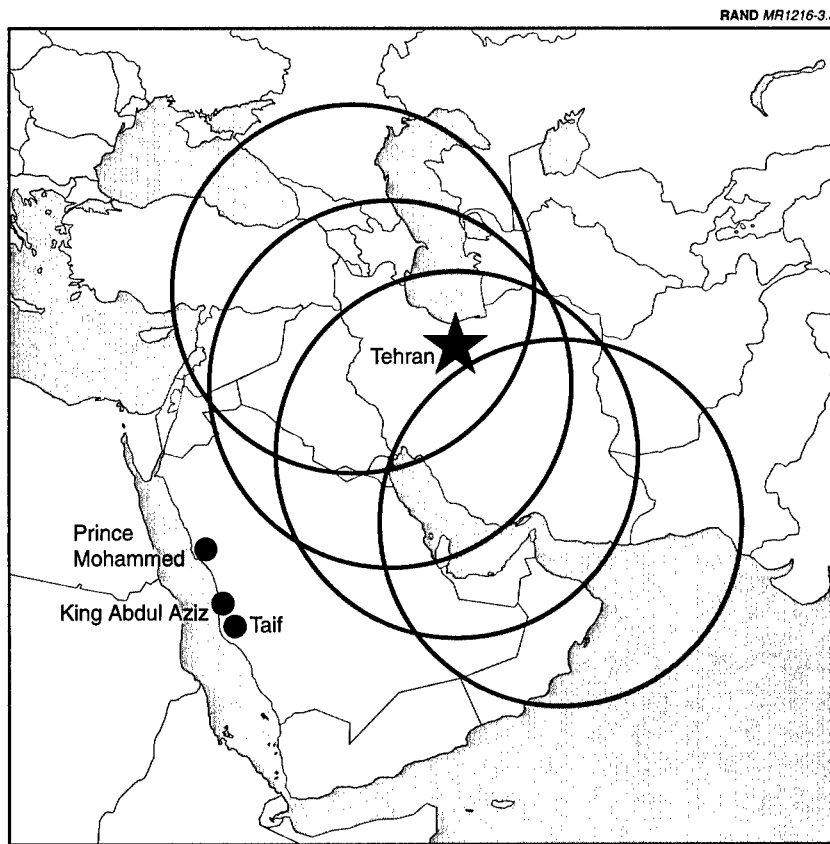 RAND MR1216-3.
Tehran
Prince
Mohammed
King Abdul Aziz
Taif